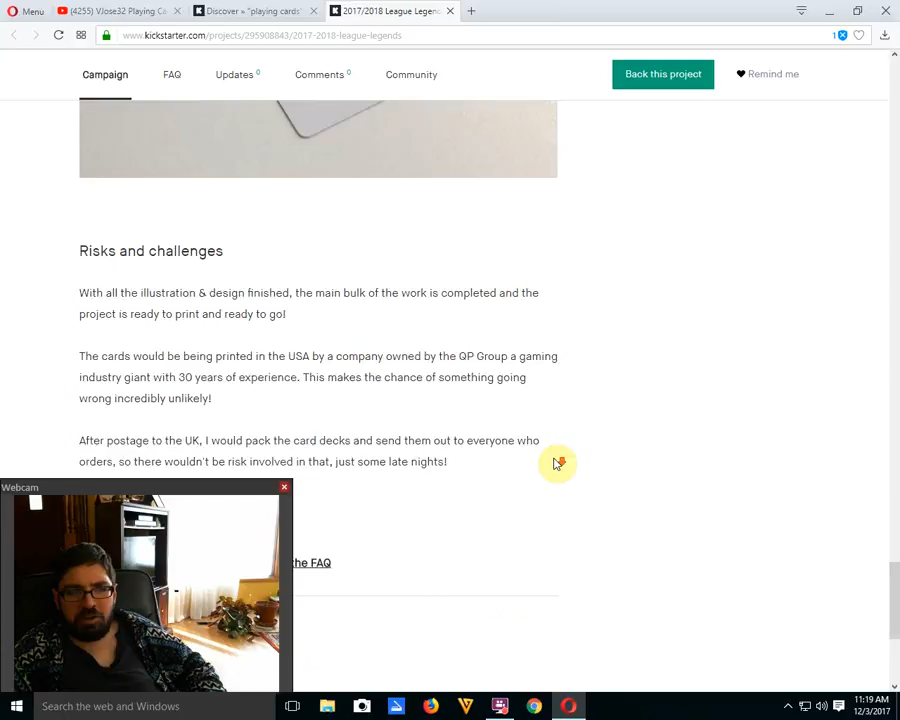 Menu
(4255) VJose32 Playing Ca
Discover » "playing cards"
2017/2018 League Legen
www.kickstarter.com/projects/295908843/2017-2018-league-legends
1
Campaign
FAQ
Updates 0
Comments 0
Community
Back this project
Remind me
Risks and challenges
With all the illustration & design finished, the main bulk of the work is completed and the
project is ready to print and ready to go!
The cards would be being printed in the USA by a company owned by the QP Group a gaming
industry giant with 30 years of experience. This makes the chance of something going
wrong incredibly unlikely!
After postage to the UK, I would pack the card decks and send them out to everyone who
orders, so there wouldn't be risk involved in that, just some late nights!
Webcam
the FAQ
Search the web and Windows
11:19 AM
12/3/2017